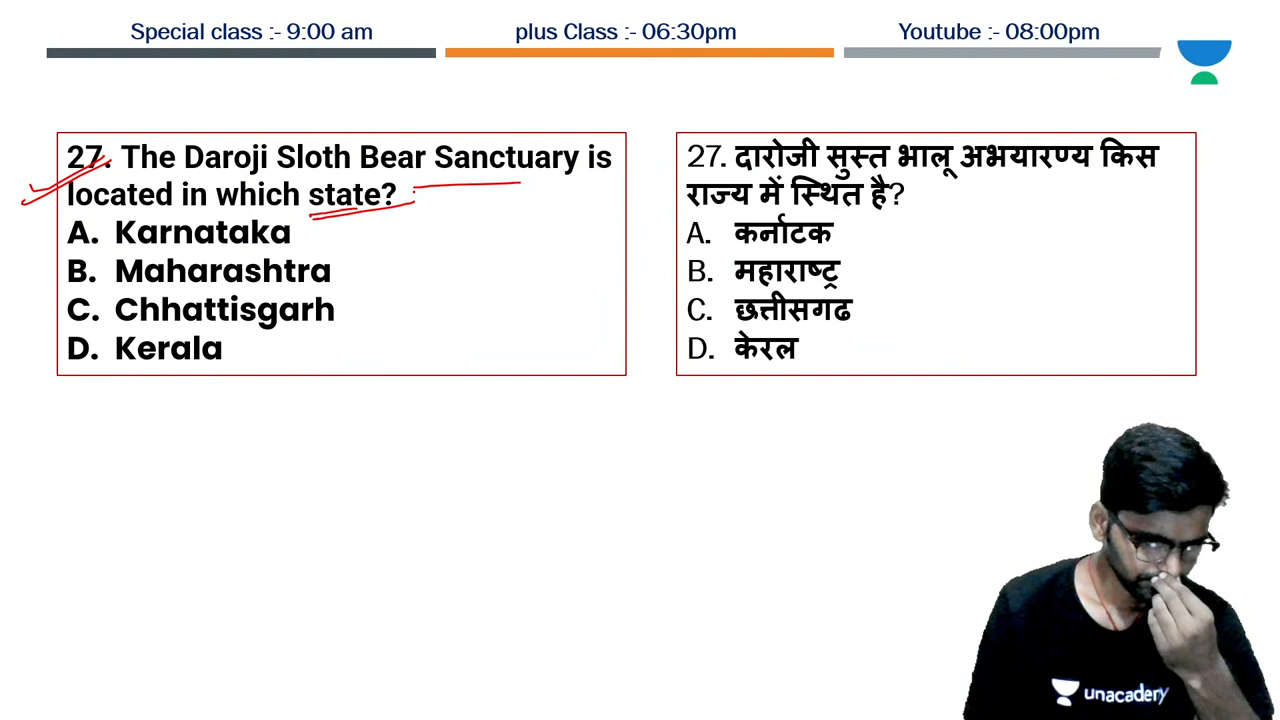 Special class :- 9:00 am
plus Class :- 06:30pm
Youtube :- 08:00pm
27. The Daroji Sloth Bear Sanctuary is
located in which state?
A. Karnataka
B. Maharashtra
C. Chhattisgarh
D. Kerala
27. दारोजी सुस्त भालू अभयारण्य किस
राज्य में स्थित है?
A. कर्नाटक
B. महाराष्ट्र
C. छत्तीसगढ
D. केरल
unacademy